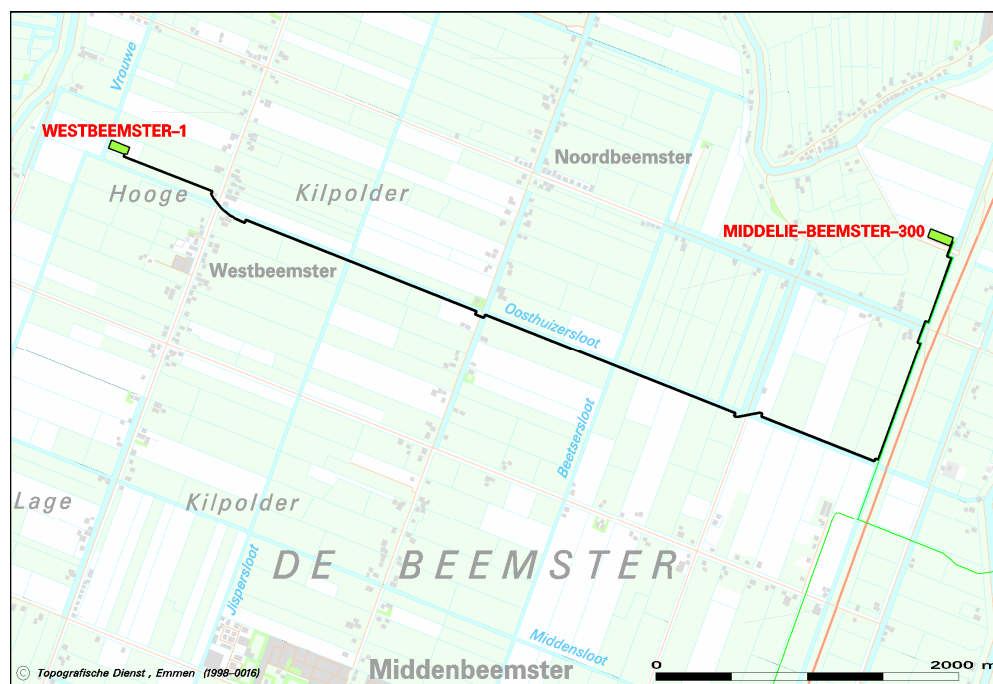 Vrouwe
WESTBEEMSTER–1
Noordbeemster
Hooge Kilpolder
MIDDELIE–BEEMSTER–300
Westbeemster
Oosthuizersloot
Beetsersloot
Lage Kilpolder
DE BEEMSTER
Jispersloot
Middensloot
Middenbeemster
0 2000 m
© Topografische Dienst , Emmen (1998–0016)